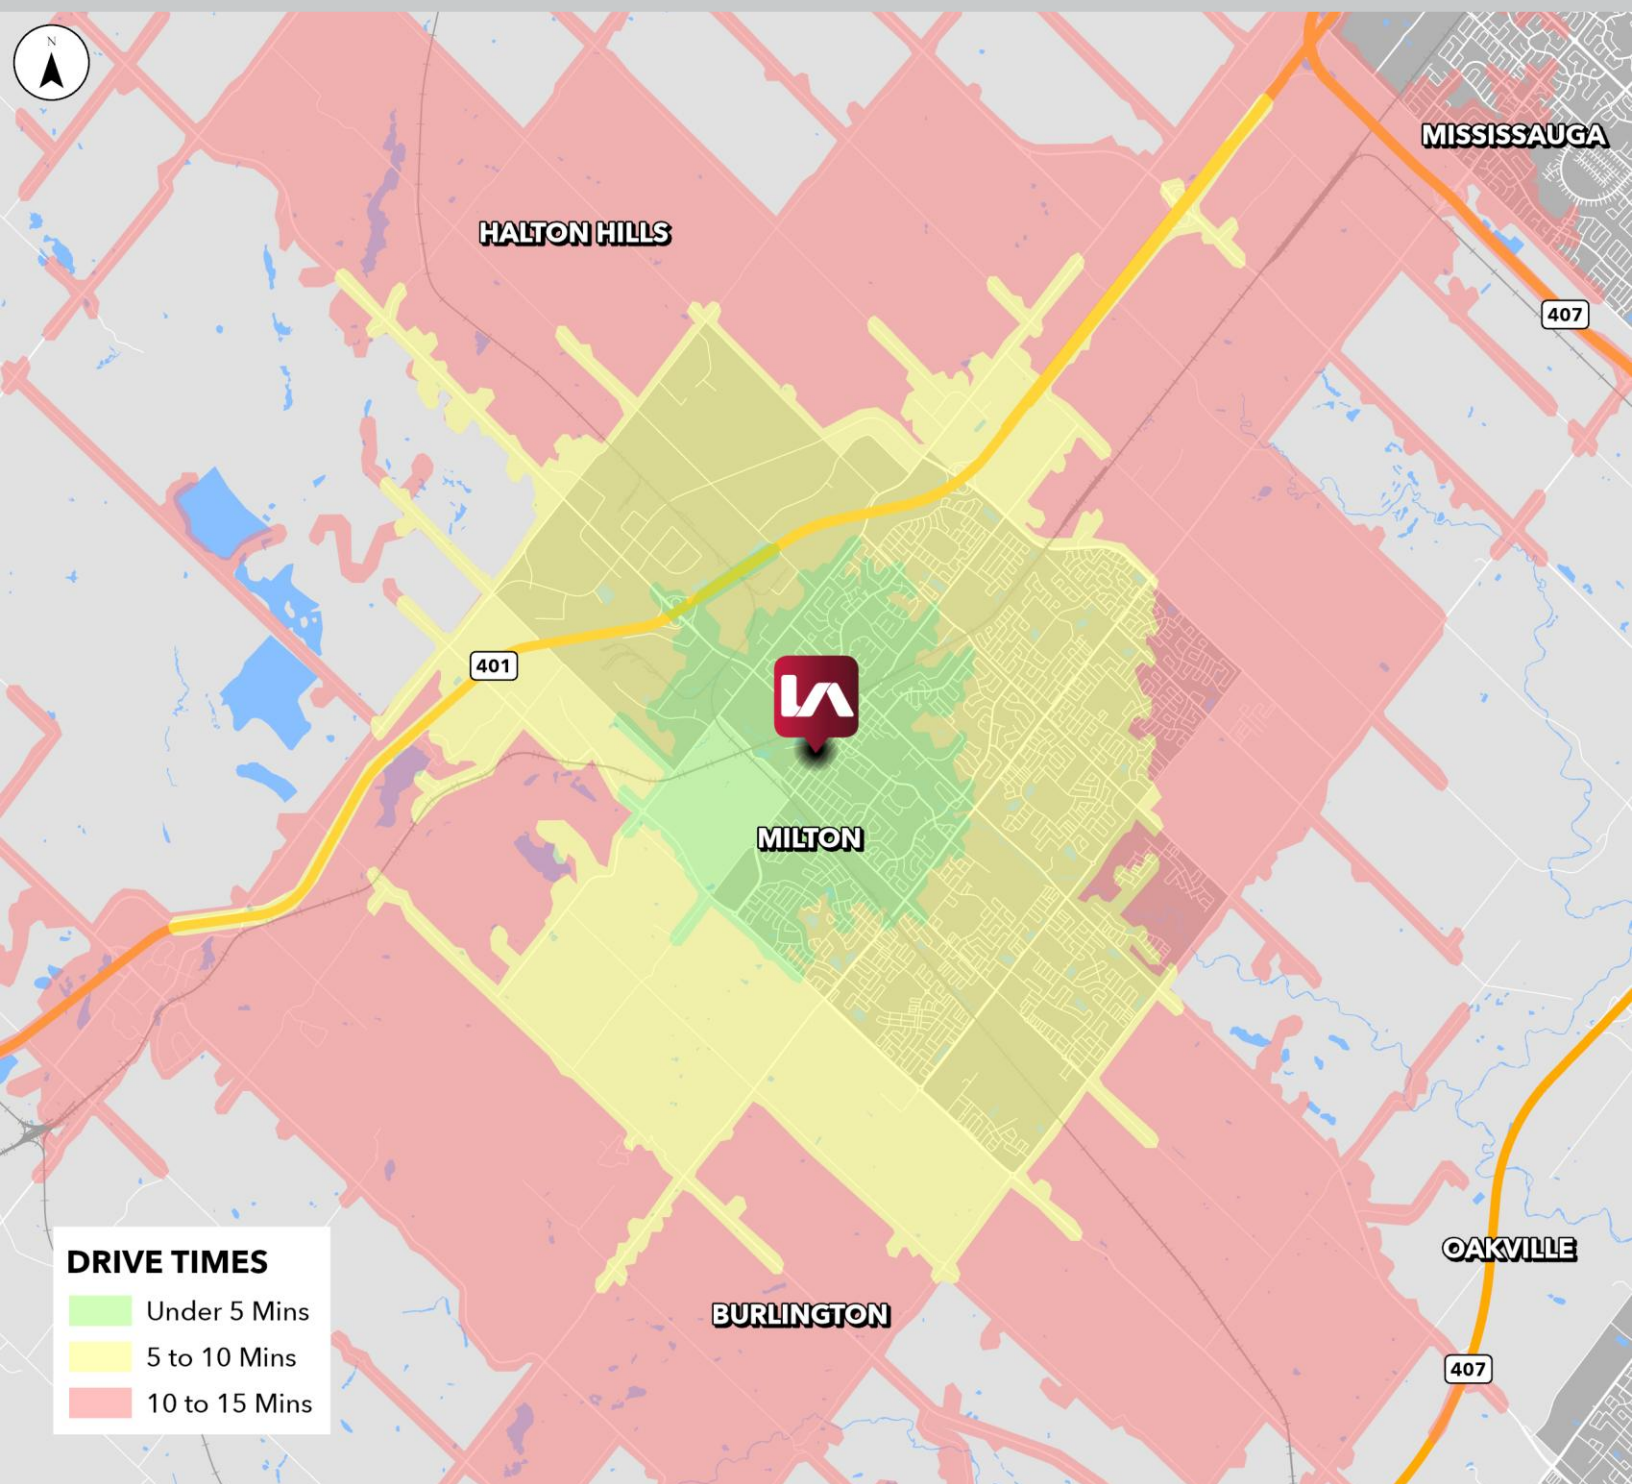 N
MISSISSAUGA
HALTON HILLS
407
401
MILTON
OAKVILLE
BURLINGTON
407
DRIVE TIMES
Under 5 Mins
5 to 10 Mins
10 to 15 Mins